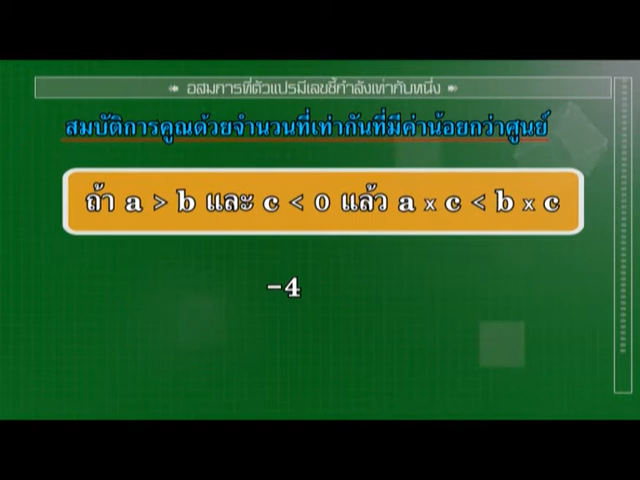 อสมการที่ตัวแปรมีเลขชี้กำลังเท่ากับหนึ่ง
สมบัติการคูณด้วยจำนวนที่เท่ากันที่มีค่าน้อยกว่าศูนย์
ถ้า a > b และ c < 0 แล้ว a × c < b × c
-4